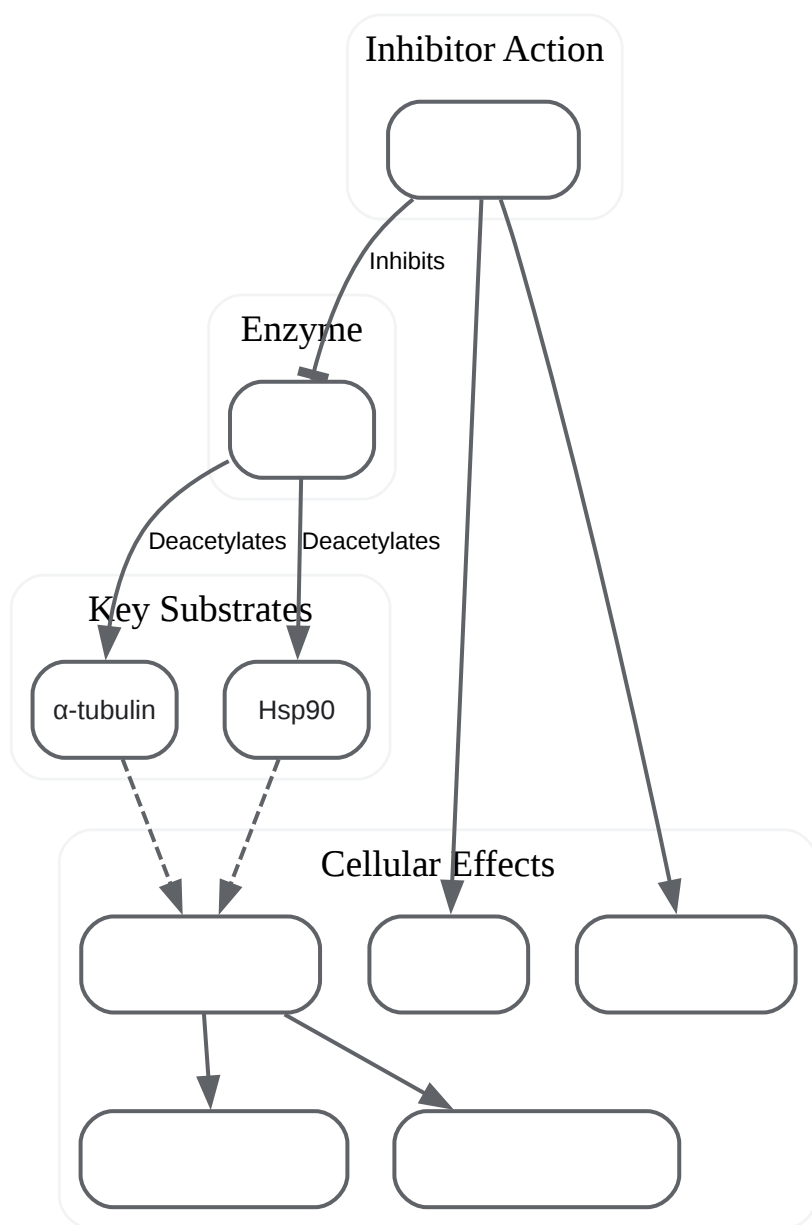 Inhibitor Action
Inhibits
Enzyme
Deacetylates
Deacetylates
Key Substrates
α-tubulin
Hsp90
Cellular Effects